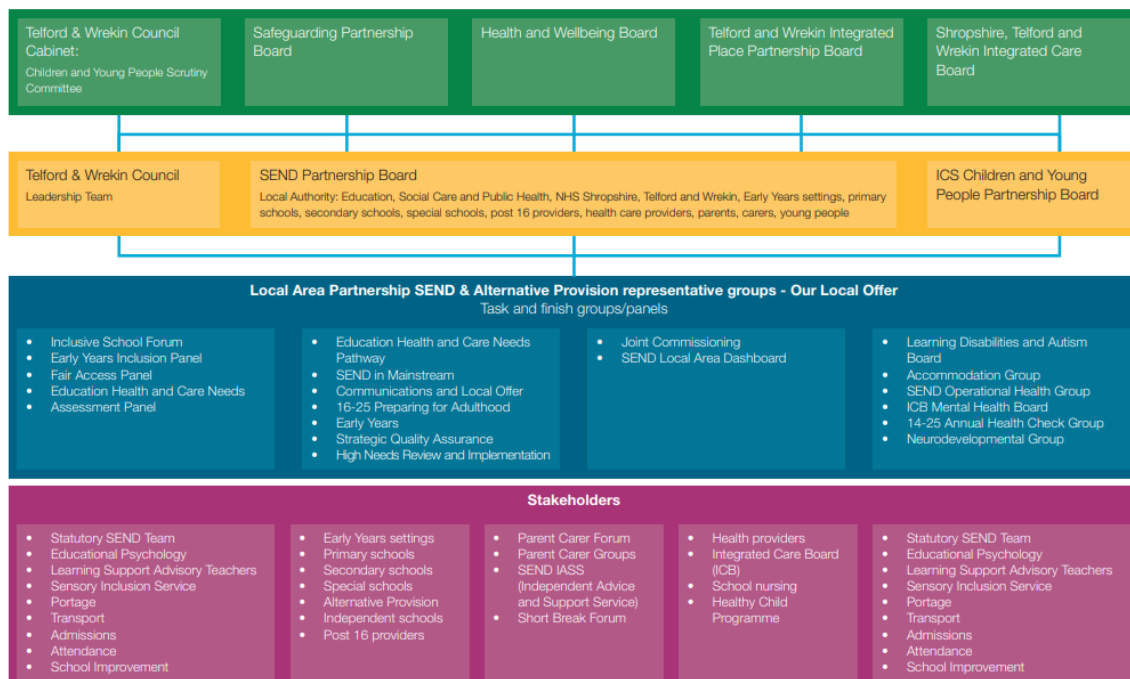 Telford & Wrekin Council
Cabinet:
Children and Young People Scrutiny
Committee
Safeguarding Partnership
Board
Health and Wellbeing Board
Telford and Wrekin Integrated
Place Partnership Board
Shropshire, Telford and
Wrekin Integrated Care
Board
Telford & Wrekin Council
Leadership Team
SEND Partnership Board
Local Authority: Education, Social Care and Public Health, NHS Shropshire, Telford and Wrekin, Early Years settings, primary
schools, secondary schools, special schools, post 16 providers, health care providers, parents, carers, young people
ICS Children and Young
People Partnership Board
Local Area Partnership SEND & Alternative Provision representative groups - Our Local Offer
Task and finish groups/panels
• Inclusive School Forum
• Early Years Inclusion Panel
• Fair Access Panel
• Education Health and Care Needs
• Assessment Panel
• Education Health and Care Needs
Pathway
• SEND in Mainstream
• Communications and Local Offer
• 16-25 Preparing for Adulthood
• Early Years
• Strategic Quality Assurance
• High Needs Review and Implementation
• Joint Commissioning
• SEND Local Area Dashboard
• Learning Disabilities and Autism
Board
• Accommodation Group
• SEND Operational Health Group
• ICB Mental Health Board
• 14-25 Annual Health Check Group
• Neurodevelopmental Group
Stakeholders
• Statutory SEND Team
• Educational Psychology
• Learning Support Advisory Teachers
• Sensory Inclusion Service
• Portage
• Transport
• Admissions
• Attendance
• School Improvement
• Early Years settings
• Primary schools
• Secondary schools
• Special schools
• Alternative Provision
• Independent schools
• Post 16 providers
• Parent Carer Forum
• Parent Carer Groups
• SEND IASS
(Independent Advice
and Support Service)
• Short Break Forum
• Health providers
• Integrated Care Board
(ICB)
• School nursing
• Healthy Child
Programme
• Statutory SEND Team
• Educational Psychology
• Learning Support Advisory Teachers
• Sensory Inclusion Service
• Portage
• Transport
• Admissions
• Attendance
• School Improvement